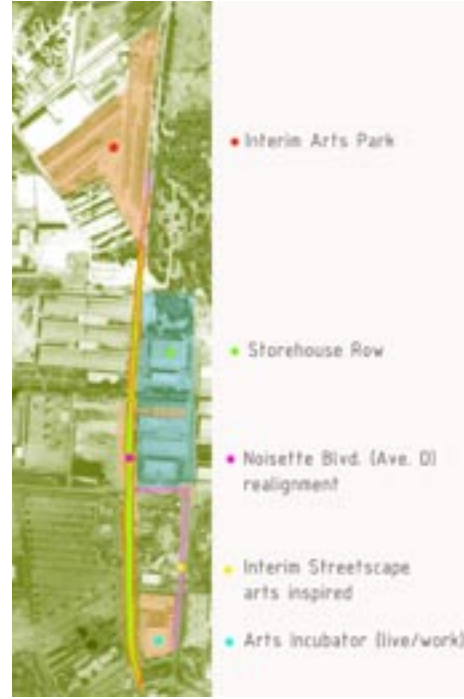 Interim Arts Park
Storehouse Row
Noisette Blvd. (Ave. D)
realignment
Interim Streetscape
arts inspired
Arts Incubator (live/work)